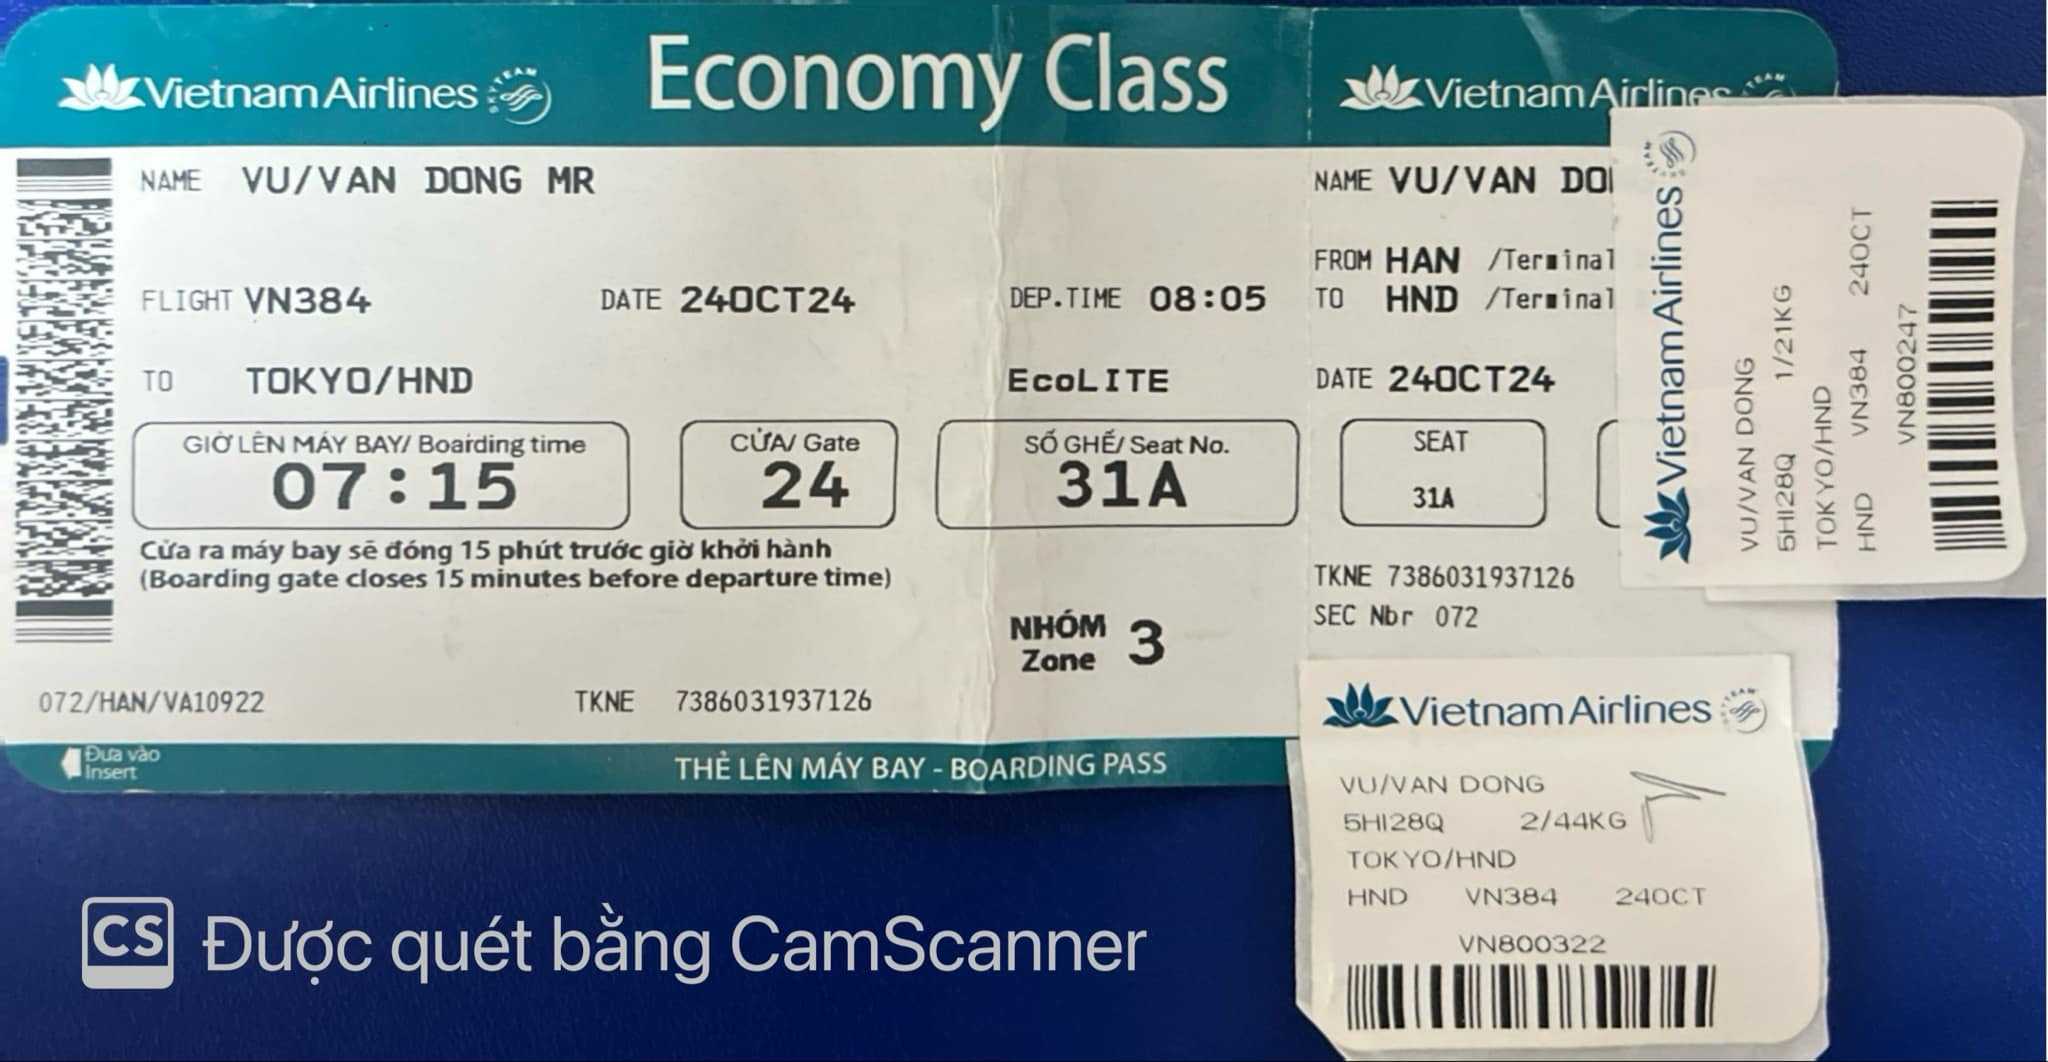 Vietnam Airlines SKYTEAM Economy Class Vietnam Airlines
NAME VU/VAN DONG MR
FLIGHT VN384 DATE 24OCT24 DEP.TIME 08:05
TO TOKYO/HND EcoLITE
GIỜ LÊN MÁY BAY/ Boarding time
07:15
CỬA/ Gate
24
SỐ GHẾ/ Seat No.
31A
Cửa ra máy bay sẽ đóng 15 phút trước giờ khởi hành
(Boarding gate closes 15 minutes before departure time)
NHÓM
Zone 3
072/HAN/VA10922 TKNE 7386031937126
Đưa vào
Insert
THẺ LÊN MÁY BAY - BOARDING PASS
NAME VU/VAN DO
FROM HAN /Terminal
TO HND /Terminal
DATE 24OCT24
SEAT
31A
TKNE 7386031937126
SEC Nbr 072
Vietnam Airlines
VU/VAN DONG
5HI28Q 1/21KG
TOKYO/HND
HND VN384 24OCT
VN800247
Vietnam Airlines
VU/VAN DONG
5HI28Q 2/44KG
TOKYO/HND
HND VN384 24OCT
VN800322
CS Được quét bằng CamScanner